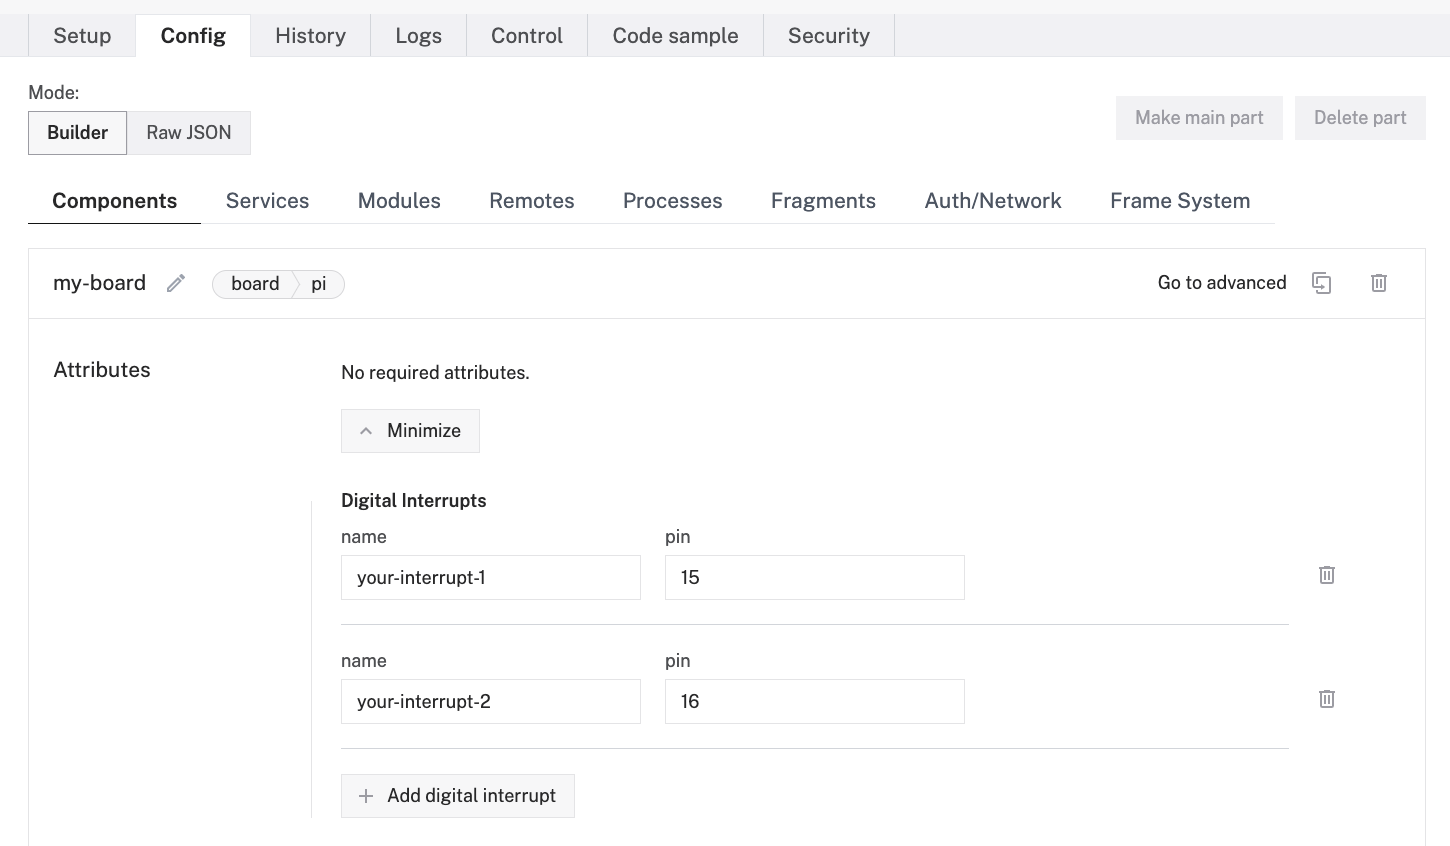 Setup Config History Logs Control Code sample Security
Mode:
Builder Raw JSON
Make main part Delete part
Components Services Modules Remotes Processes Fragments Auth/Network Frame System
my-board board pi Go to advanced
Attributes No required attributes.
Minimize
Digital Interrupts
name pin
your-interrupt-1 15
name pin
your-interrupt-2 16
Add digital interrupt